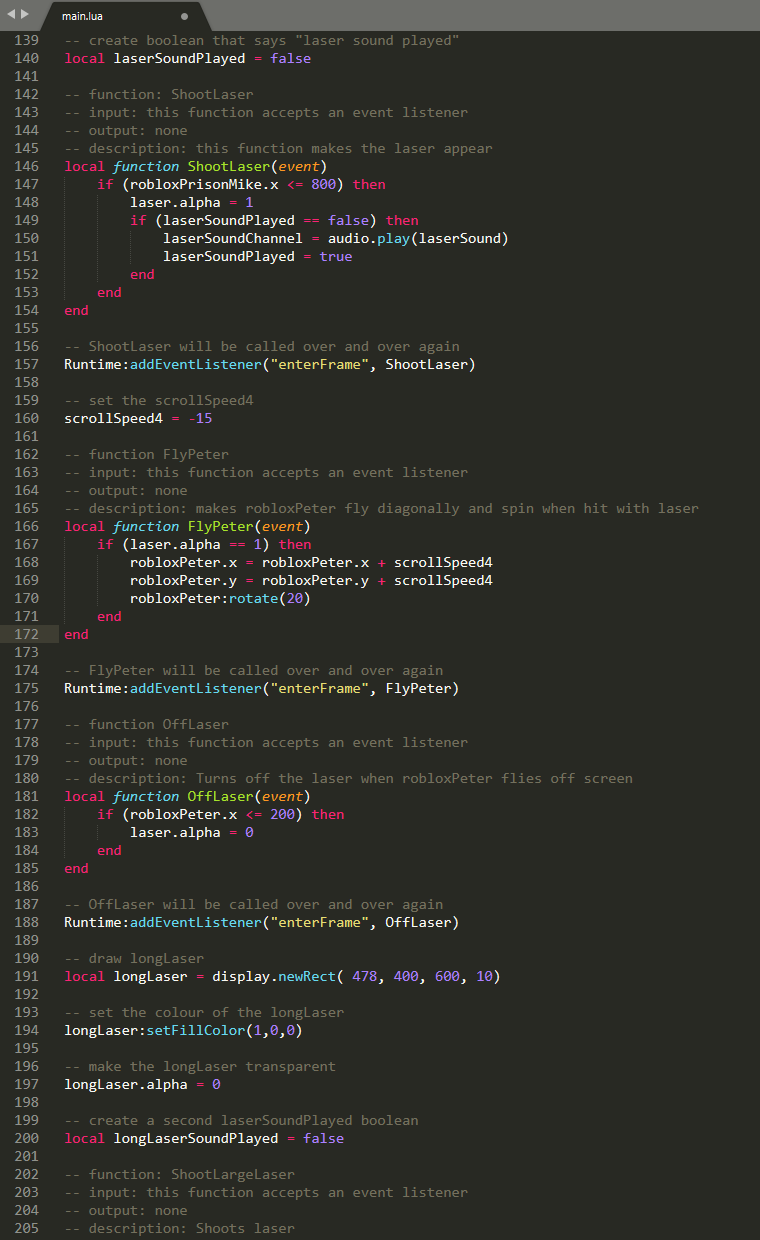 main.lua
139 -- create boolean that says "laser sound played"
140 local laserSoundPlayed = false
141
142 -- function: ShootLaser
143 -- input: this function accepts an event listener
144 -- output: none
145 -- description: this function makes the laser appear
146 local function ShootLaser(event)
147     if (robloxPrisonMike.x <= 800) then
148         laser.alpha = 1
149         if (laserSoundPlayed == false) then
150             laserSoundChannel = audio.play(laserSound)
151             laserSoundPlayed = true
152         end
153     end
154 end
155
156 -- ShootLaser will be called over and over again
157 Runtime:addEventListener("enterFrame", ShootLaser)
158
159 -- set the scrollSpeed4
160 scrollSpeed4 = -15
161
162 -- function FlyPeter
163 -- input: this function accepts an event listener
164 -- output: none
165 -- description: makes robloxPeter fly diagonally and spin when hit with laser
166 local function FlyPeter(event)
167     if (laser.alpha == 1) then
168         robloxPeter.x = robloxPeter.x + scrollSpeed4
169         robloxPeter.y = robloxPeter.y + scrollSpeed4
170         robloxPeter:rotate(20)
171     end
172 end
173
174 -- FlyPeter will be called over and over again
175 Runtime:addEventListener("enterFrame", FlyPeter)
176
177 -- function OffLaser
178 -- input: this function accepts an event listener
179 -- output: none
180 -- description: Turns off the laser when robloxPeter flies off screen
181 local function OffLaser(event)
182     if (robloxPeter.x <= 200) then
183         laser.alpha = 0
184     end
185 end
186
187 -- OffLaser will be called over and over again
188 Runtime:addEventListener("enterFrame", OffLaser)
189
190 -- draw longLaser
191 local longLaser = display.newRect( 478, 400, 600, 10)
192
193 -- set the colour of the longLaser
194 longLaser:setFillColor(1,0,0)
195
196 -- make the longLaser transparent
197 longLaser.alpha = 0
198
199 -- create a second laserSoundPlayed boolean
200 local longLaserSoundPlayed = false
201
202 -- function: ShootLargeLaser
203 -- input: this function accepts an event listener
204 -- output: none
205 -- description: Shoots laser